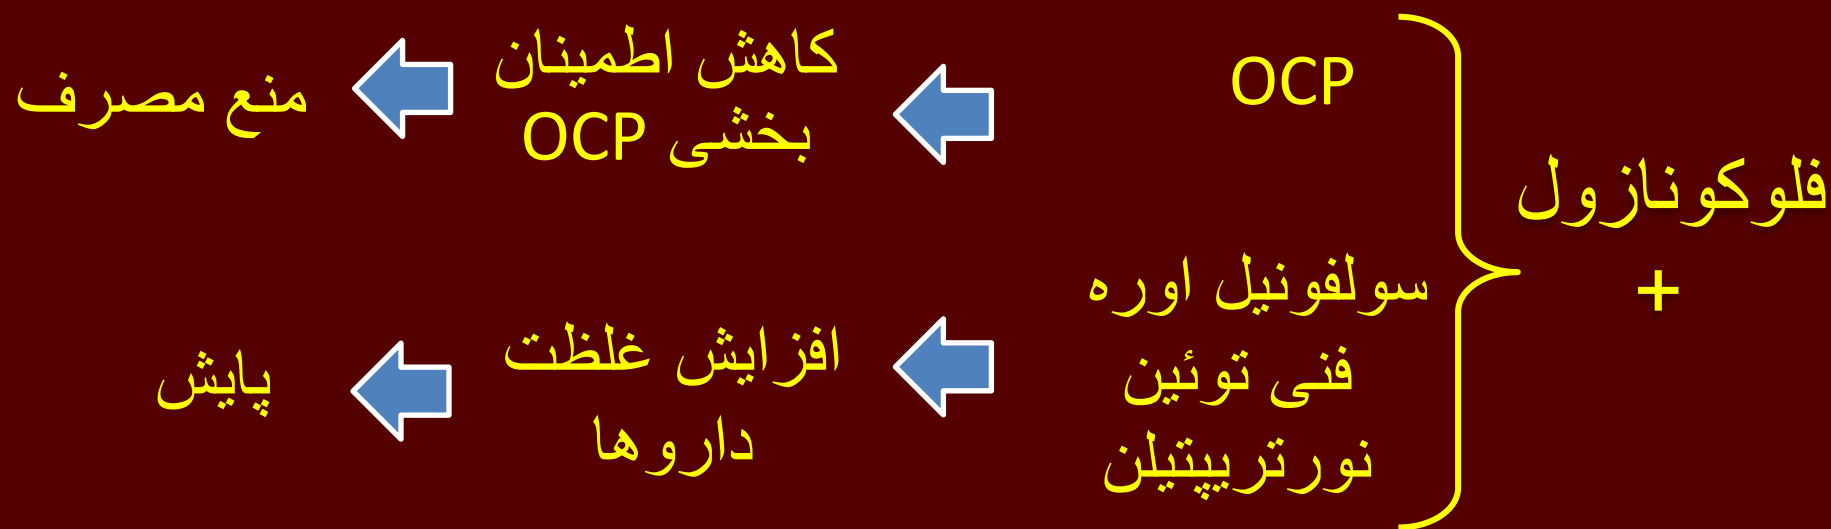 فلوکونازول
+
OCP
کاهش اطمینان
بخشی OCP
منع مصرف
سولفونیل اوره
فنی توئین
نورتریپتیلن
افزایش غلظت
داروها
پایش